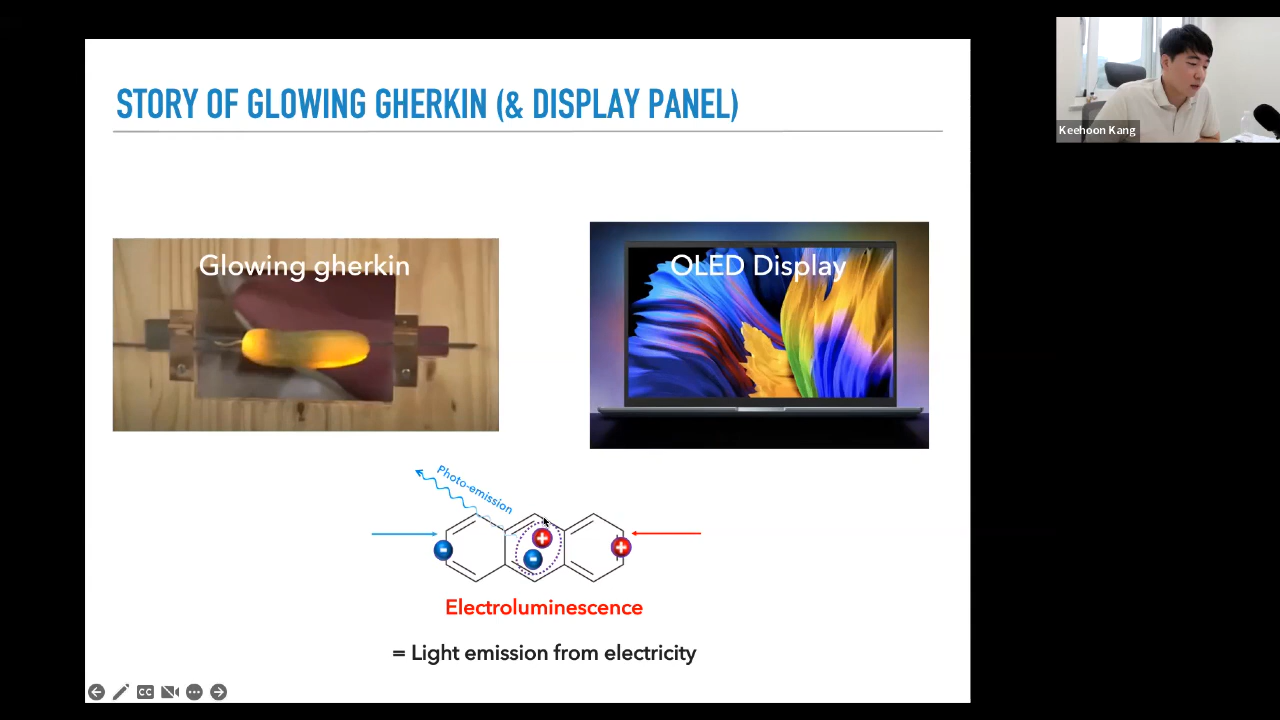 STORY OF GLOWING GHERKIN (& DISPLAY PANEL)
Keehoon Kang
Glowing gherkin
OLED Display
Photo-emission
Electroluminescence
= Light emission from electricity
CC